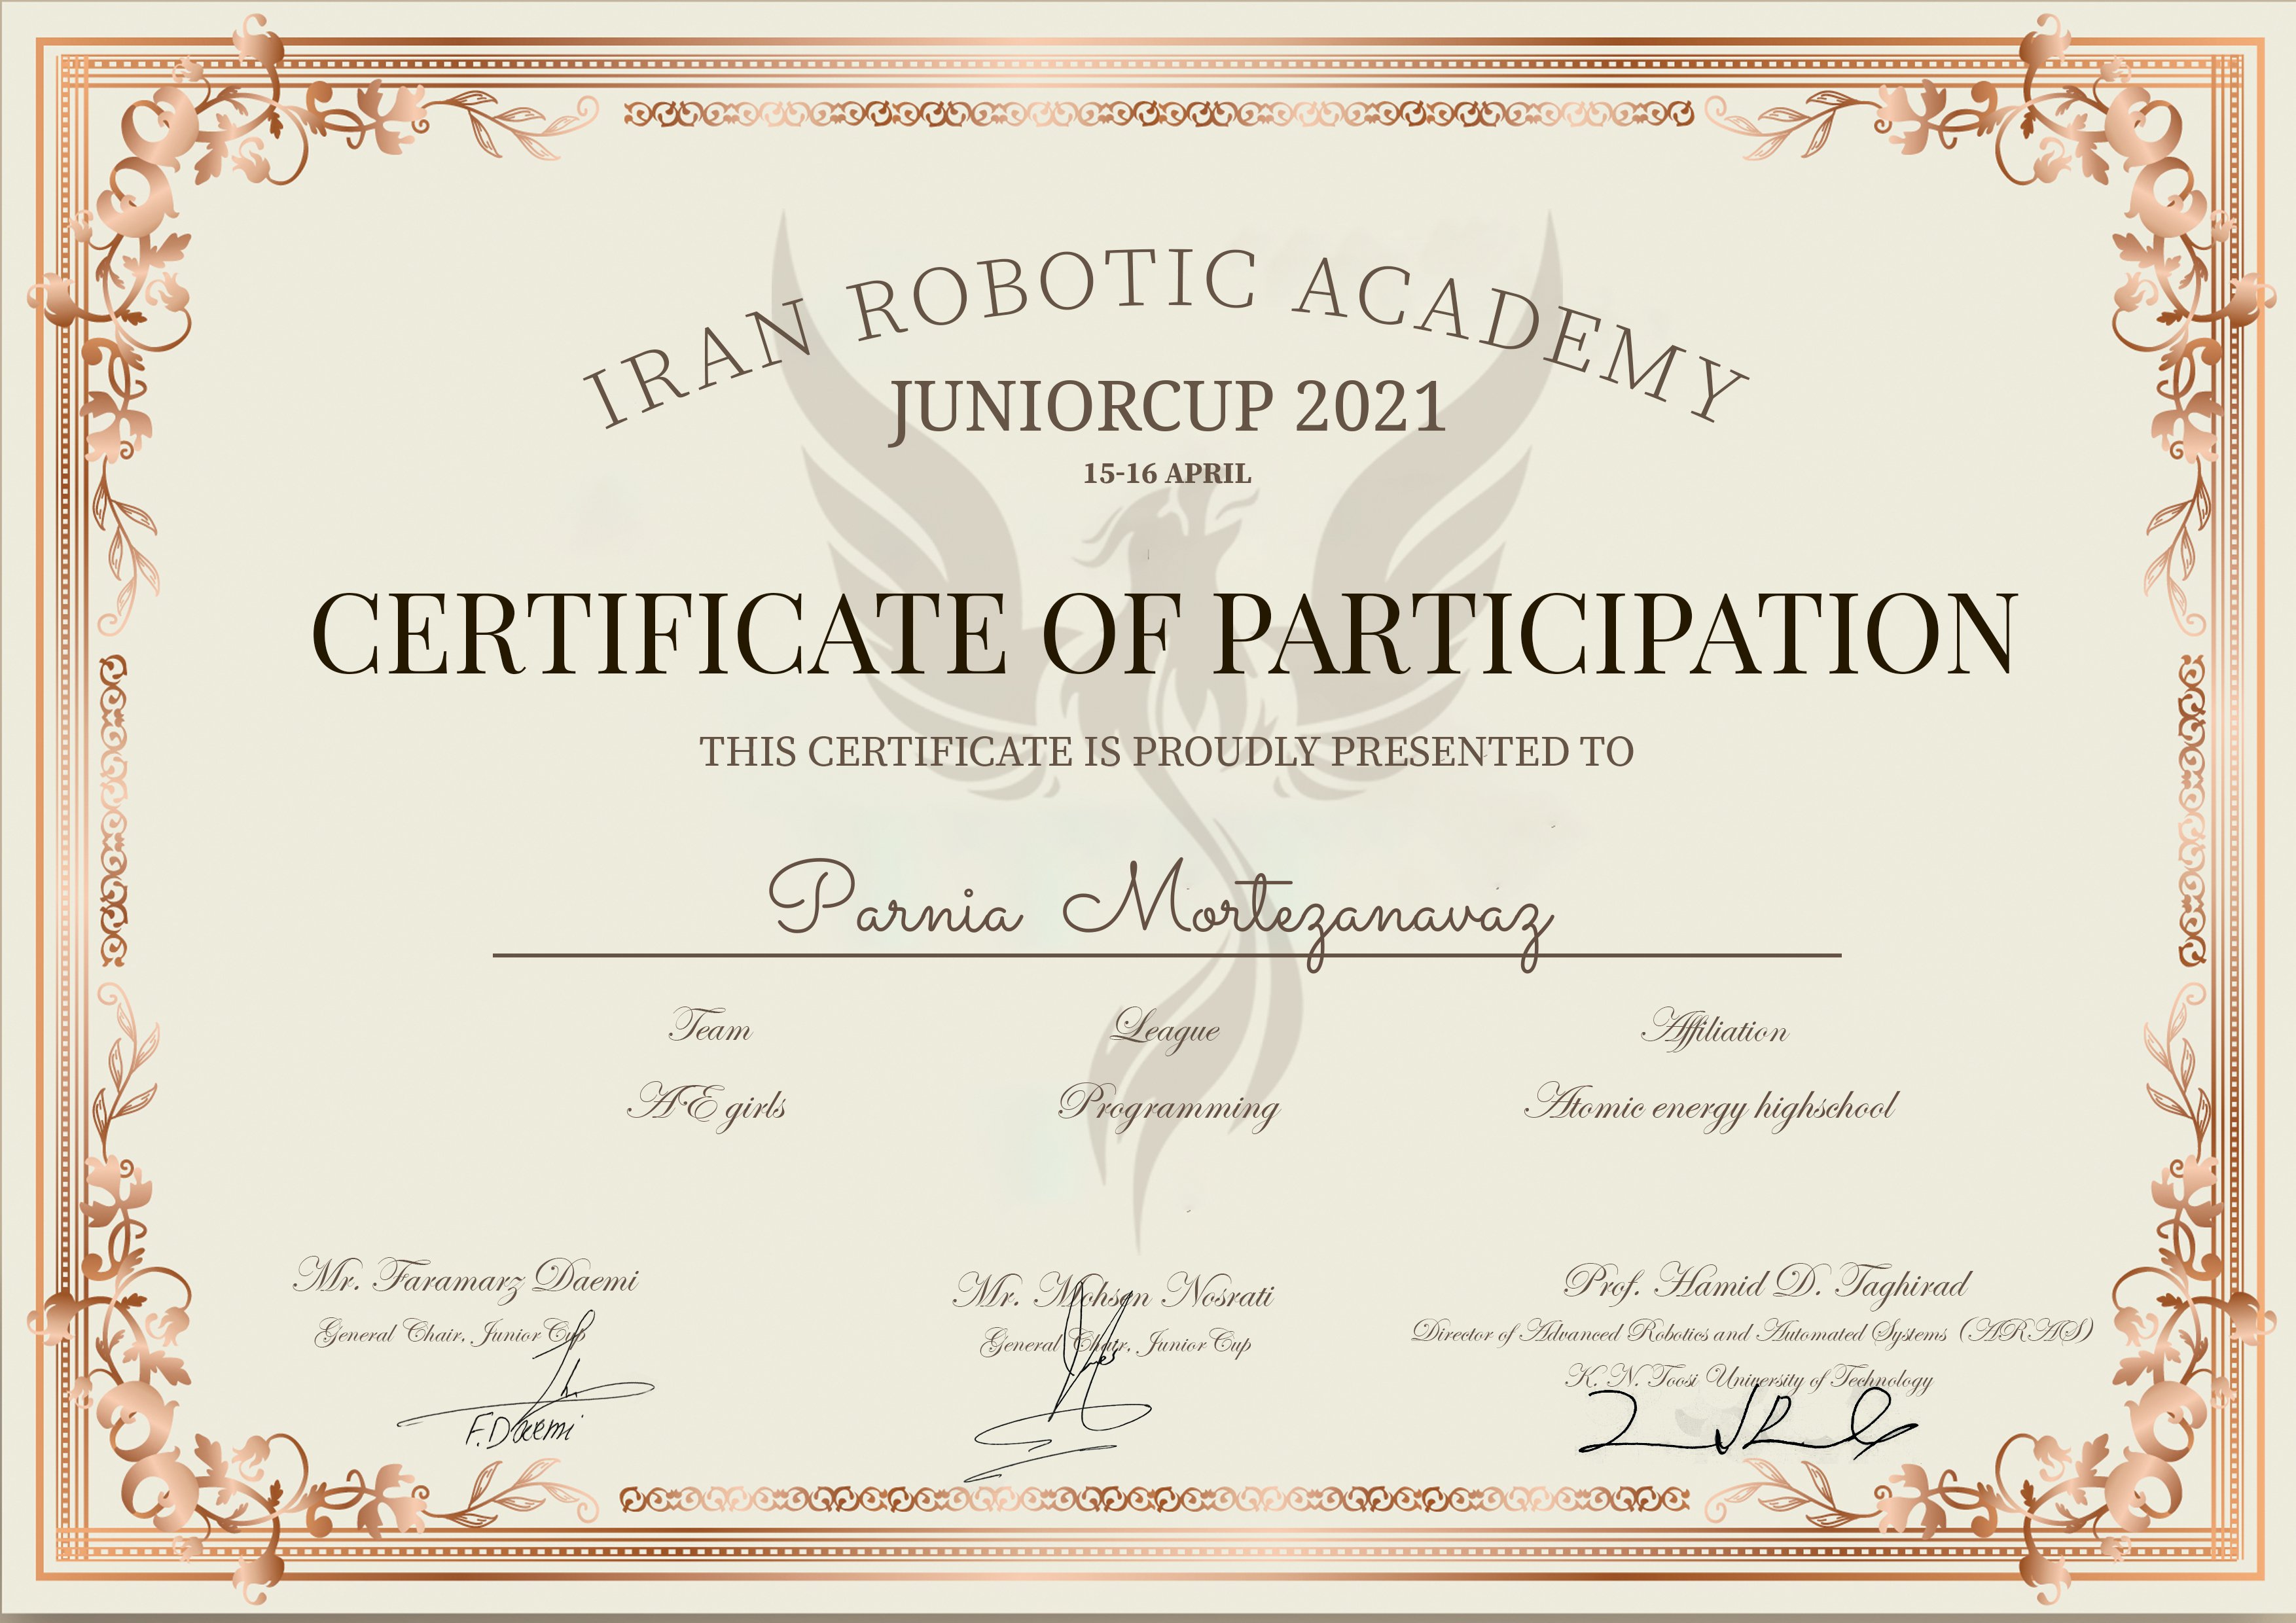 IRAN ROBOTIC ACADEMY
JUNIORCUP 2021
15-16 APRIL
CERTIFICATE OF PARTICIPATION
THIS CERTIFICATE IS PROUDLY PRESENTED TO
Parnia Mortezanavaz
Team League Affiliation
AE girls Programming Atomic energy highschool
Mr. Faramarz Daemi
General Chair, Junior Cup
F.Daemi
Mr. Mohsen Nosrati
General Chair, Junior Cup
Prof. Hamid D. Taghirad
Director of Advanced Robotics and Automated Systems (ARAS)
K. N. Toosi University of Technology